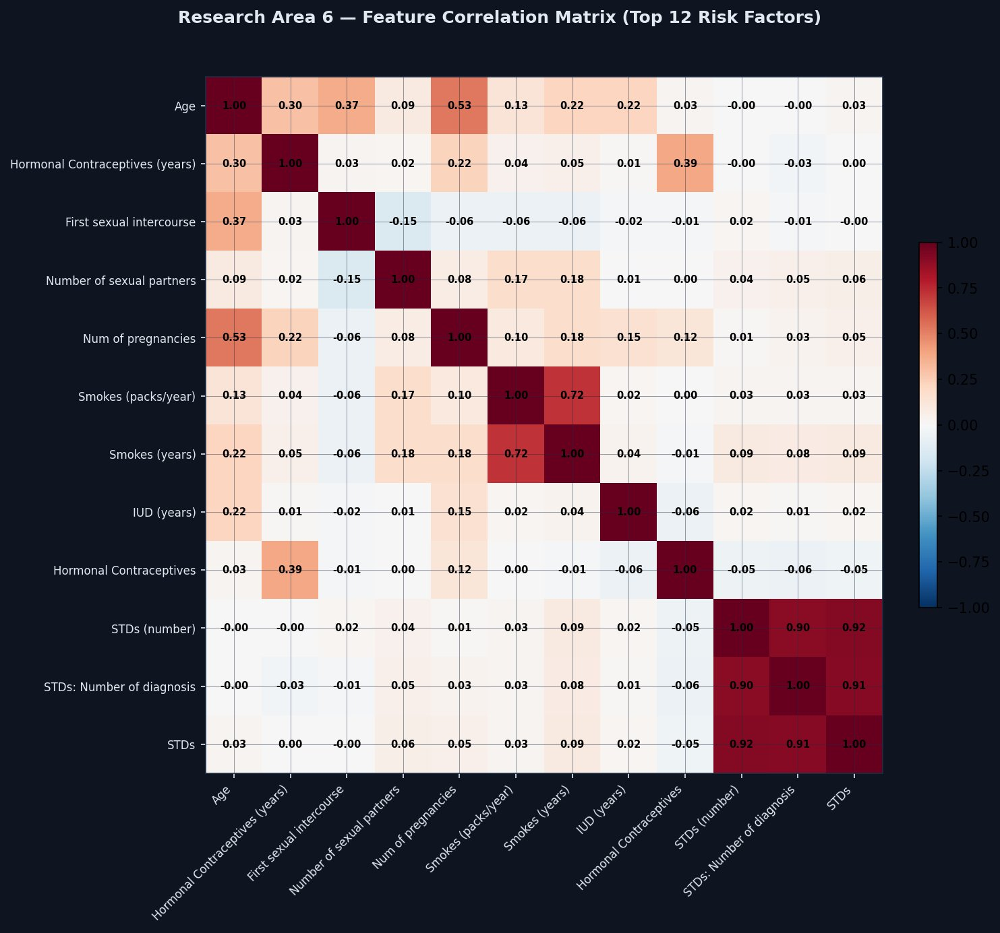 Research Area 6 — Feature Correlation Matrix (Top 12 Risk Factors)
Age 1.00 0.30 0.37 0.09 0.53 0.13 0.22 0.22 0.03 -0.00 -0.00 0.03
Hormonal Contraceptives (years) 0.30 1.00 0.03 0.02 0.22 0.04 0.05 0.01 0.39 -0.00 -0.03 0.00
First sexual intercourse 0.37 0.03 1.00 -0.15 -0.06 -0.06 -0.06 -0.02 -0.01 0.02 -0.01 -0.00
Number of sexual partners 0.09 0.02 -0.15 1.00 0.08 0.17 0.18 0.01 0.00 0.04 0.05 0.06
Num of pregnancies 0.53 0.22 -0.06 0.08 1.00 0.10 0.18 0.15 0.12 0.01 0.03 0.05
Smokes (packs/year) 0.13 0.04 -0.06 0.17 0.10 1.00 0.72 0.02 0.00 0.03 0.03 0.03
Smokes (years) 0.22 0.05 -0.06 0.18 0.18 0.72 1.00 0.04 -0.01 0.09 0.08 0.09
IUD (years) 0.22 0.01 -0.02 0.01 0.15 0.02 0.04 1.00 -0.06 0.02 0.01 0.02
Hormonal Contraceptives 0.03 0.39 -0.01 0.00 0.12 0.00 -0.01 -0.06 1.00 -0.05 -0.06 -0.05
STDs (number) -0.00 -0.00 0.02 0.04 0.01 0.03 0.09 0.02 -0.05 1.00 0.90 0.92
STDs: Number of diagnosis -0.00 -0.03 -0.01 0.05 0.03 0.03 0.08 0.01 -0.06 0.90 1.00 0.91
STDs 0.03 0.00 -0.00 0.06 0.05 0.03 0.09 0.02 -0.05 0.92 0.91 1.00
Age
Hormonal Contraceptives (years)
First sexual intercourse
Number of sexual partners
Num of pregnancies
Smokes (packs/year)
Smokes (years)
IUD (years)
Hormonal Contraceptives
STDs (number)
STDs: Number of diagnosis
STDs
1.00
0.75
0.50
0.25
0.00
−0.25
−0.50
−0.75
−1.00